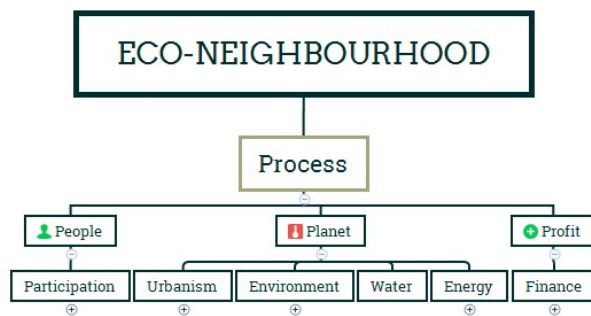 ECO-NEIGHBOURHOOD
Process
People Planet Profit
Participation Urbanism Environment Water Energy Finance